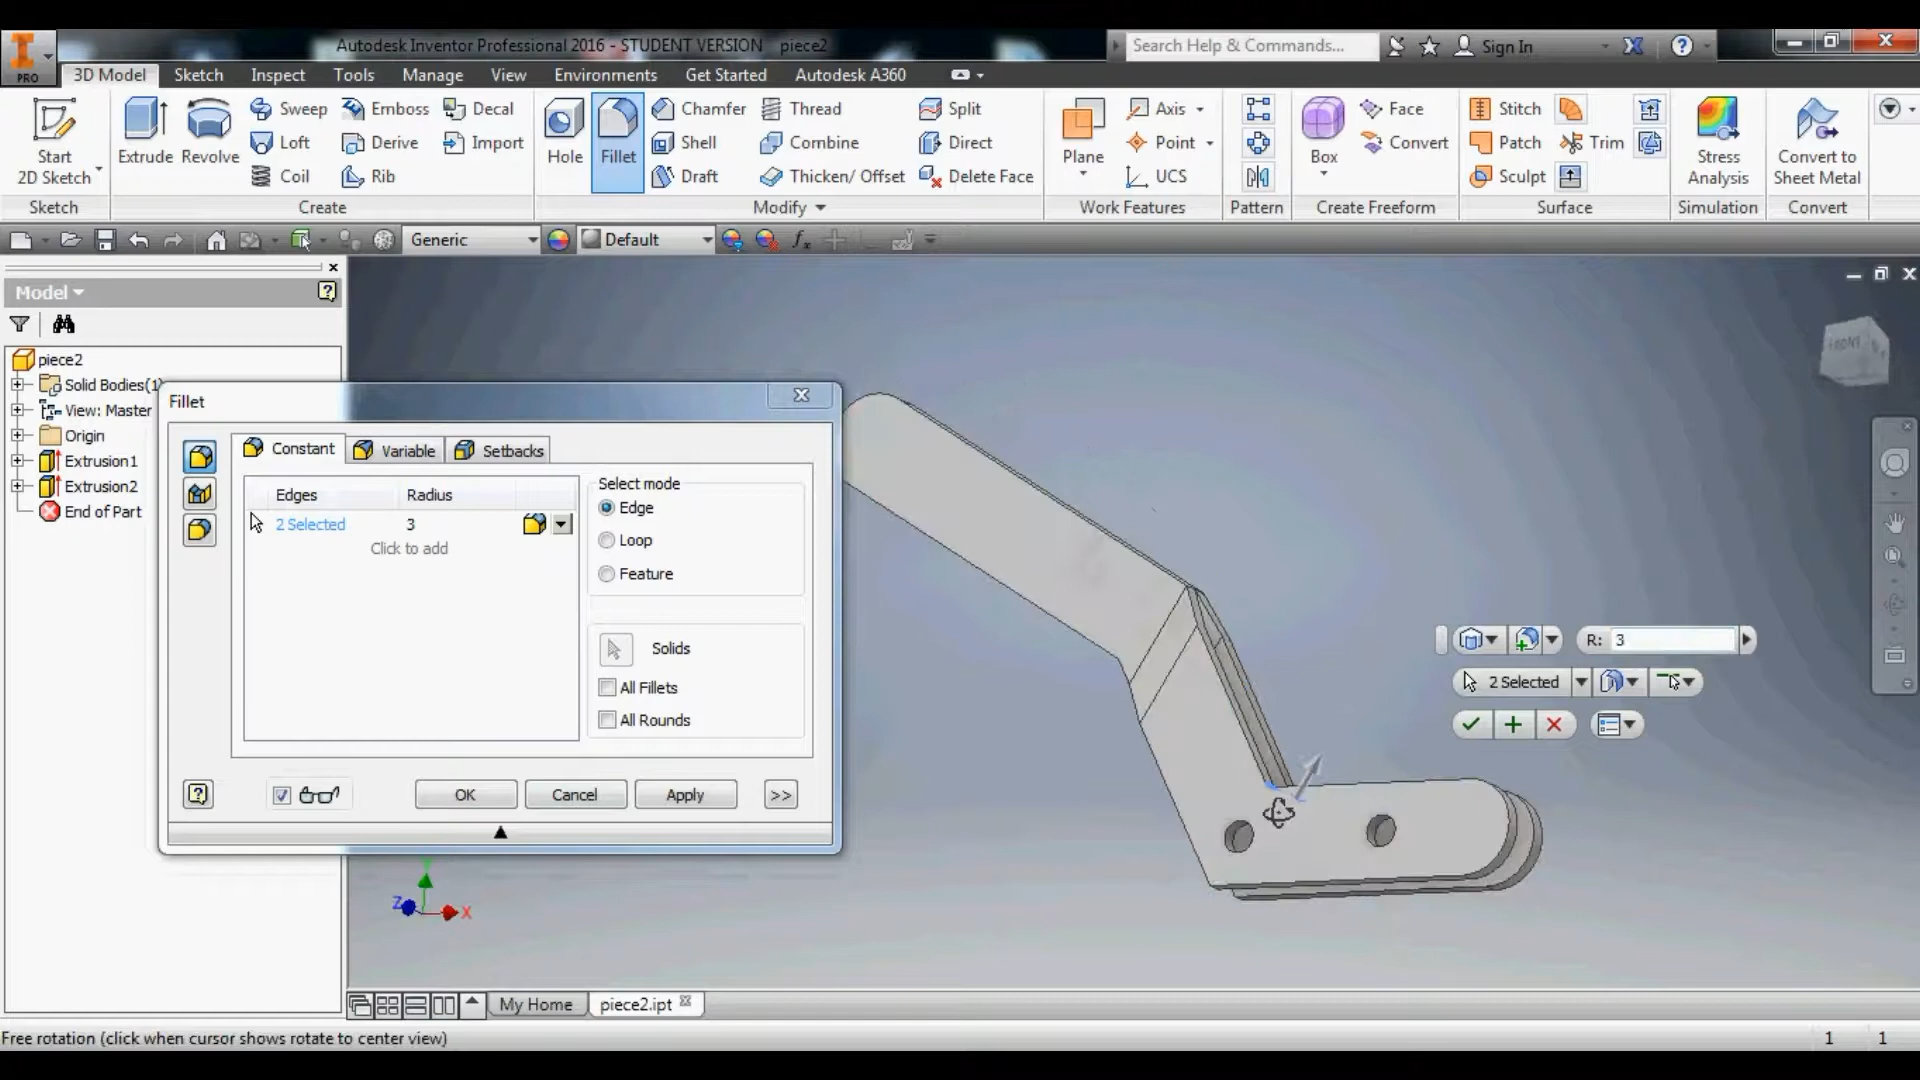 Autodesk Inventor Professional 2016 - STUDENT VERSION piece2
Search Help & Commands...
Sign In
PRO
3D Model Sketch Inspect Tools Manage View Environments Get Started Autodesk A360
Start 2D Sketch
Extrude
Revolve
Sweep
Loft
Coil
Emboss
Derive
Rib
Decal
Import
Hole
Fillet
Chamfer
Shell
Draft
Thread
Combine
Thicken/ Offset
Split
Direct
Delete Face
Plane
Axis
Point
UCS
Box
Face
Convert
Stitch
Patch
Sculpt
Trim
Stress Analysis
Convert to Sheet Metal
Sketch Create Modify Work Features Pattern Create Freeform Surface Simulation Convert
Generic Default fx
Model
piece2
Solid Bodies(1
View: Master
Origin
Extrusion1
Extrusion2
End of Part
Fillet
Constant Variable Setbacks
Edges Radius
2 Selected 3
Click to add
Select mode
Edge
Loop
Feature
Solids
All Fillets
All Rounds
OK Cancel Apply >>
FRONT
R: 3
2 Selected
Z X
My Home piece2.ipt
Free rotation (click when cursor shows rotate to center view) 1 1